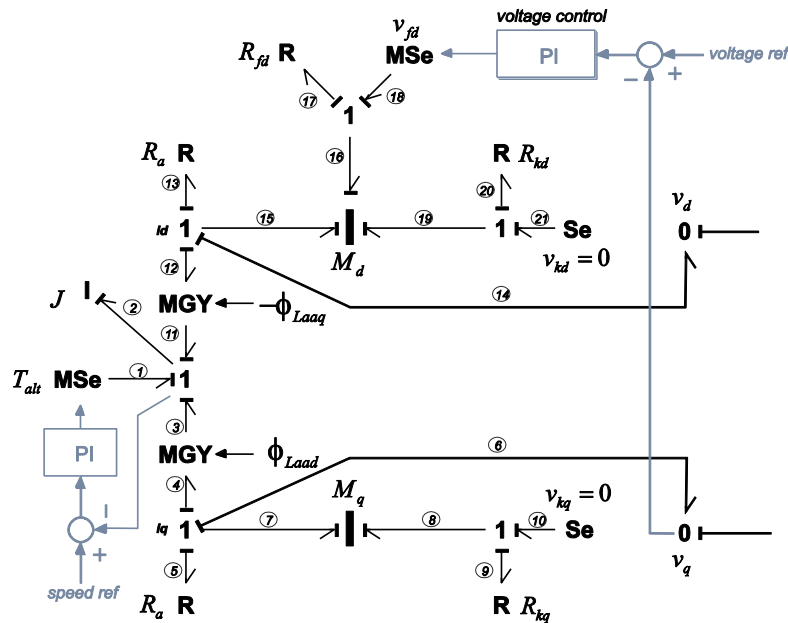 voltage control
v_fd
R_fd R
MSe
PI
voltage ref
− +
17
18
1
16
R_a R
R R_kd
13
20
v_d
Id 1
15
19
1
21
Se
0
M_d
v_kd = 0
12
14
J I
2
MGY
−ϕ_Laaq
11
T_alt MSe
1
1
3
PI
MGY
ϕ_Laad
6
4
M_q
v_kq = 0
−
Iq 1
7
8
1
10
Se
0
+
v_q
5
9
speed ref
R_a R
R R_kq